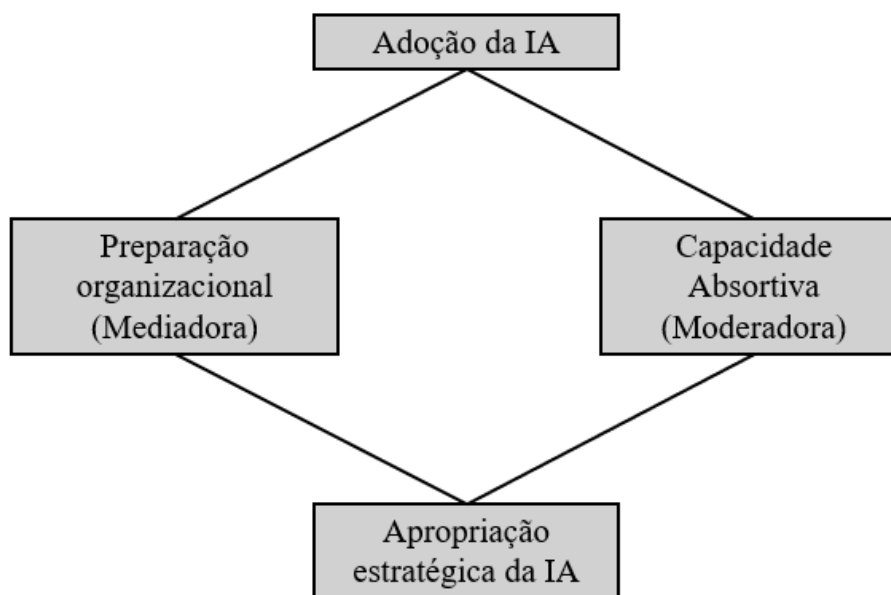 Adoção da IA
Preparação
organizacional
(Mediadora)
Capacidade
Absortiva
(Moderadora)
Apropriação
estratégica da IA